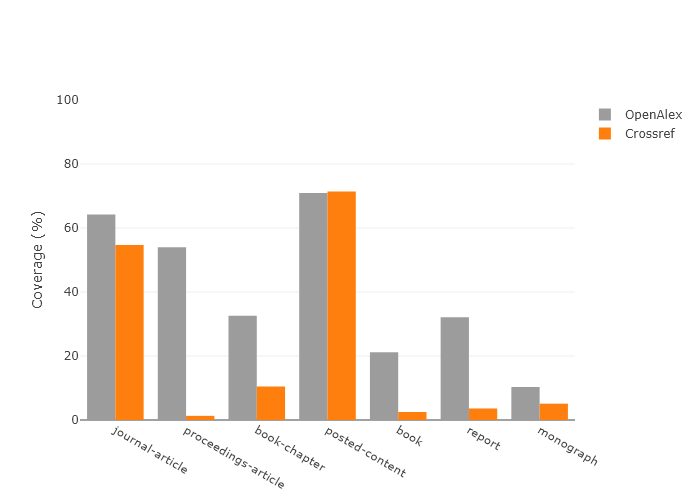 100
80
60
40
20
0
Coverage (%)
journal-article
proceedings-article
book-chapter
posted-content
book
report
monograph
OpenAlex
Crossref